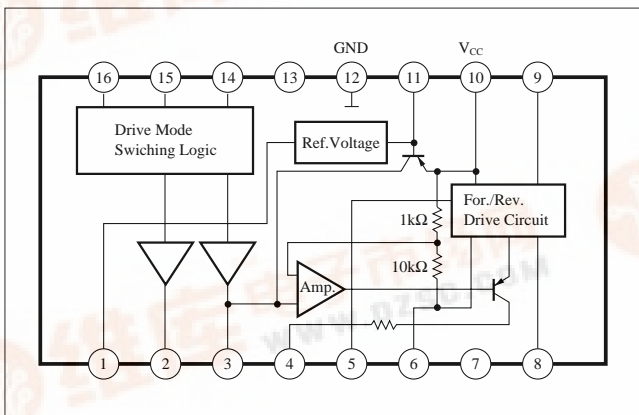 GND VCC
16 15 14 13 12 11 10 9
Drive Mode
Swiching Logic
Ref.Voltage
For./Rev.
Drive Circuit
1kΩ
10kΩ
Amp.
1 2 3 4 5 6 7 8